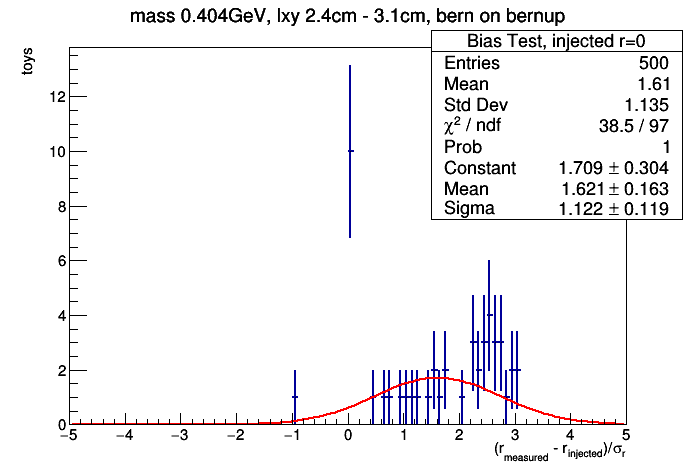 mass 0.404GeV, lxy 2.4cm - 3.1cm, bern on bernup
Bias Test, injected r=0
Entries 500
Mean 1.61
Std Dev 1.135
χ² / ndf 38.5 / 97
Prob 1
Constant 1.709 ± 0.304
Mean 1.621 ± 0.163
Sigma 1.122 ± 0.119
toys
12
10
8
6
4
2
0
−5 −4 −3 −2 −1 0 1 2 3 4 5
(r_measured - r_injected)/σ_r